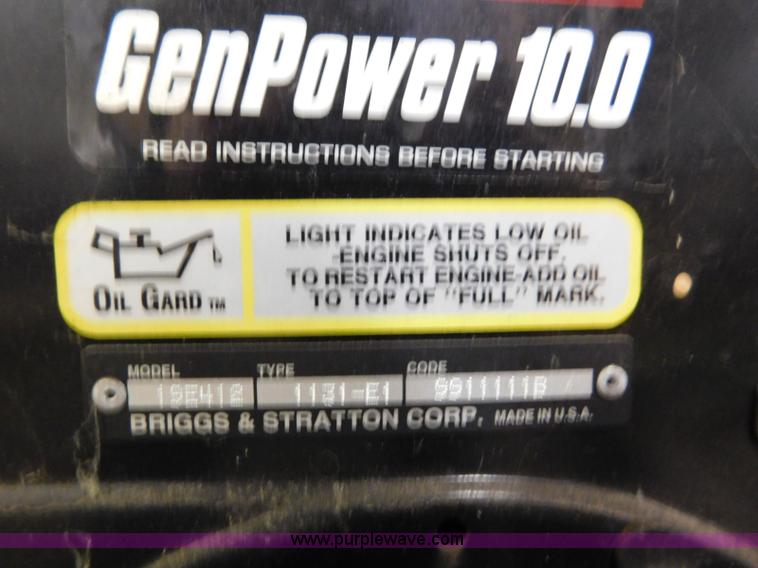 GenPower 10.0
READ INSTRUCTIONS BEFORE STARTING
OIL GARD TM
LIGHT INDICATES LOW OIL
-ENGINE SHUTS OFF.
TO RESTART ENGINE-ADD OIL
TO TOP OF "FULL" MARK.
MODEL TYPE CODE
BRIGGS & STRATTON CORP. MADE IN U.S.A.
www.purplewave.com